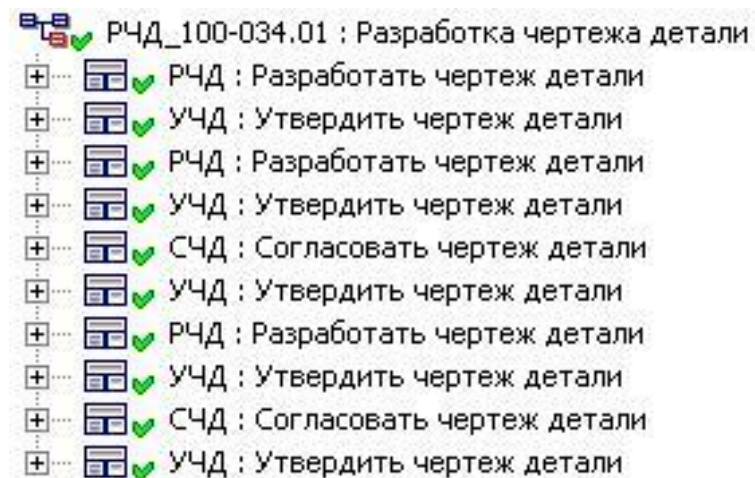 РЧД_100-034.01 : Разработка чертежа детали
РЧД : Разработать чертеж детали
УЧД : Утвердить чертеж детали
РЧД : Разработать чертеж детали
УЧД : Утвердить чертеж детали
СЧД : Согласовать чертеж детали
УЧД : Утвердить чертеж детали
РЧД : Разработать чертеж детали
УЧД : Утвердить чертеж детали
СЧД : Согласовать чертеж детали
УЧД : Утвердить чертеж детали